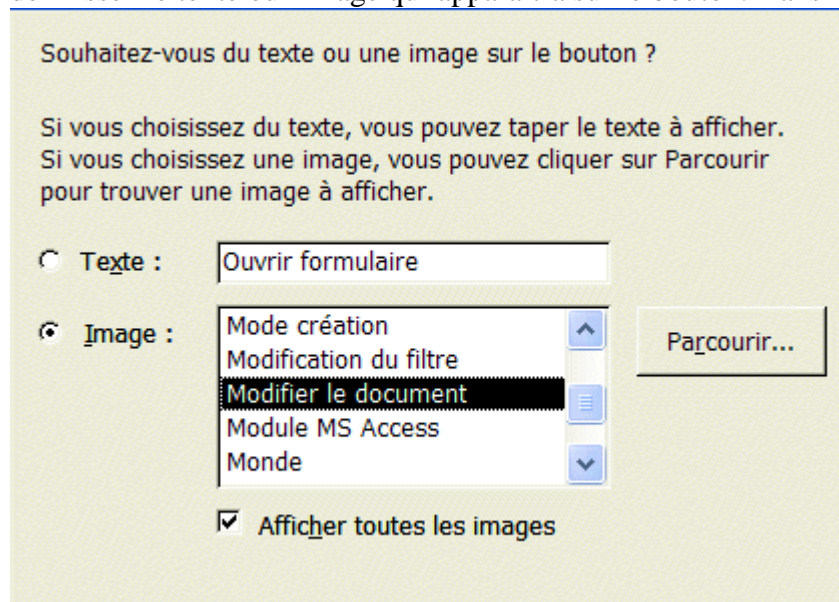 Souhaitez-vous du texte ou une image sur le bouton ?
Si vous choisissez du texte, vous pouvez taper le texte à afficher.
Si vous choisissez une image, vous pouvez cliquer sur Parcourir
pour trouver une image à afficher.
Texte :
Ouvrir formulaire
Image :
Mode création
Modification du filtre
Modifier le document
Module MS Access
Monde
Parcourir...
Afficher toutes les images